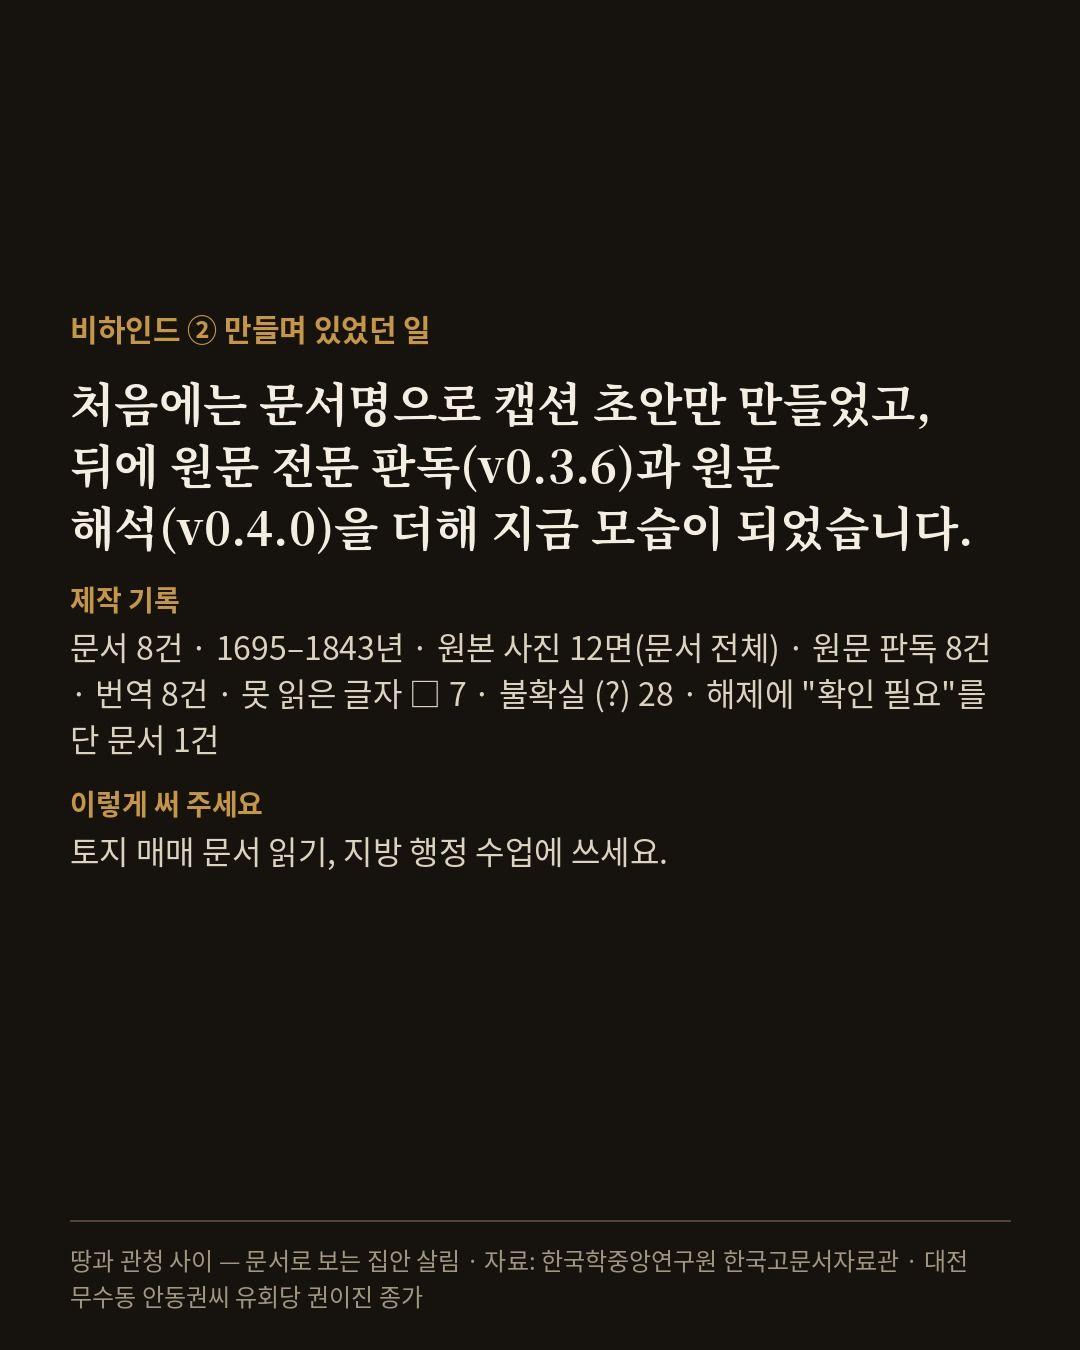 비하인드 ② 만들며 있었던 일
처음에는 문서명으로 캡션 초안만 만들었고,
뒤에 원문 전문 판독(v0.3.6)과 원문
해석(v0.4.0)을 더해 지금 모습이 되었습니다.
제작 기록
문서 8건 · 1695–1843년 · 원본 사진 12면(문서 전체) · 원문 판독 8건
· 번역 8건 · 못 읽은 글자 □ 7 · 불확실 (?) 28 · 해제에 "확인 필요"를
단 문서 1건
이렇게 써 주세요
토지 매매 문서 읽기, 지방 행정 수업에 쓰세요.
땅과 관청 사이 — 문서로 보는 집안 살림 · 자료: 한국학중앙연구원 한국고문서자료관 · 대전
무수동 안동권씨 유회당 권이진 종가